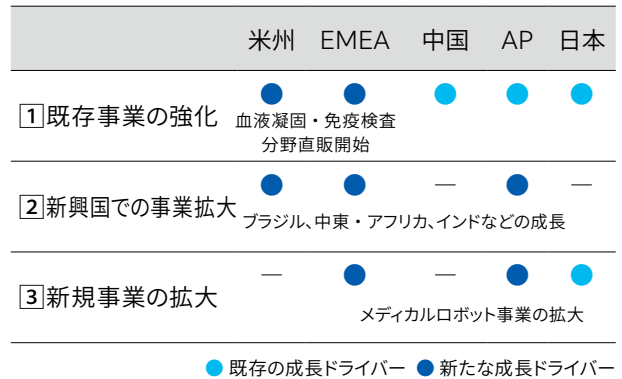 米州 EMEA 中国 AP 日本
1既存事業の強化 ● ● ● ● ●
血液凝固・免疫検査
分野直販開始
2新興国での事業拡大 ● ● — ● —
ブラジル、中東・アフリカ、インドなどの成長
3新規事業の拡大 — ● — ● ●
メディカルロボット事業の拡大
● 既存の成長ドライバー ● 新たな成長ドライバー